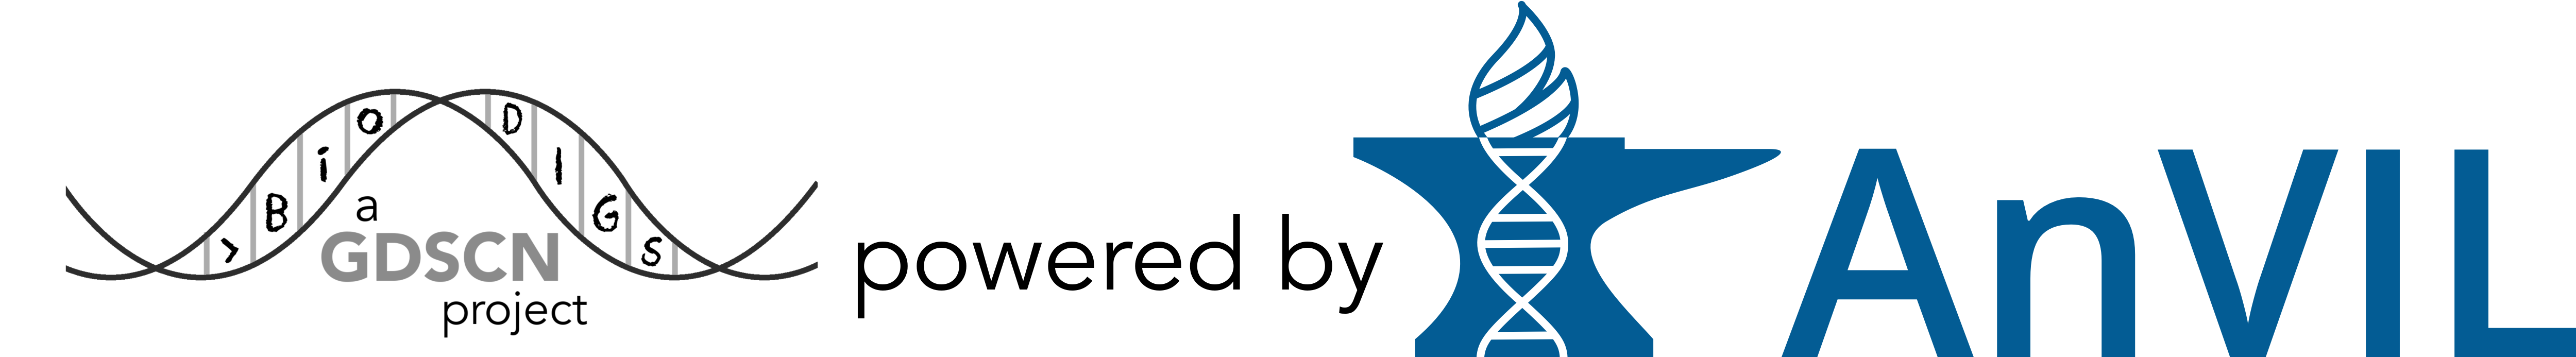 >BiODIGS
a
GDSCN
project
powered by
AnVIL